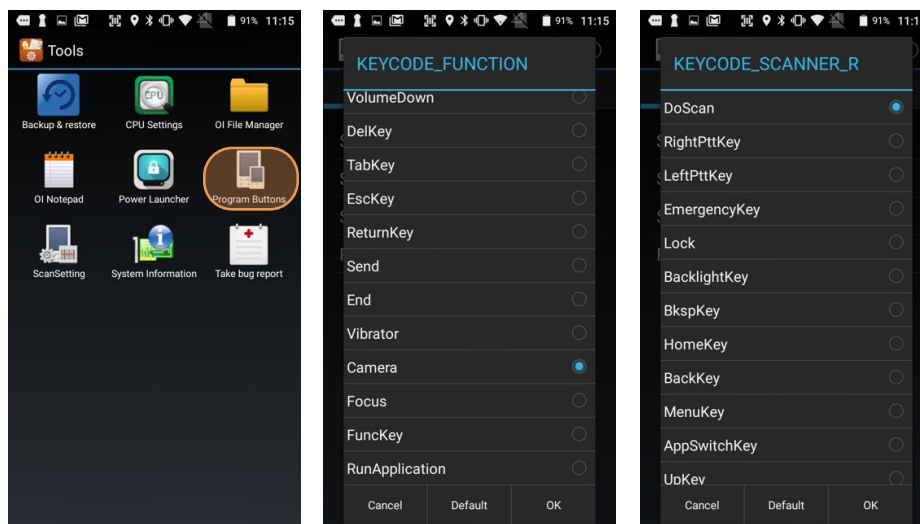 91% 11:15
Tools
Backup & restore CPU Settings OI File Manager
OI Notepad Power Launcher Program Buttons
ScanSetting System Information Take bug report
91% 11:15
KEYCODE_FUNCTION
VolumeDown
DelKey
TabKey
EscKey
ReturnKey
Send
End
Vibrator
Camera
Focus
FuncKey
RunApplication
Cancel Default OK
91% 11:1
KEYCODE_SCANNER_R
DoScan
RightPttKey
LeftPttKey
EmergencyKey
Lock
BacklightKey
BkspKey
HomeKey
BackKey
MenuKey
AppSwitchKey
UpKey
Cancel Default OK